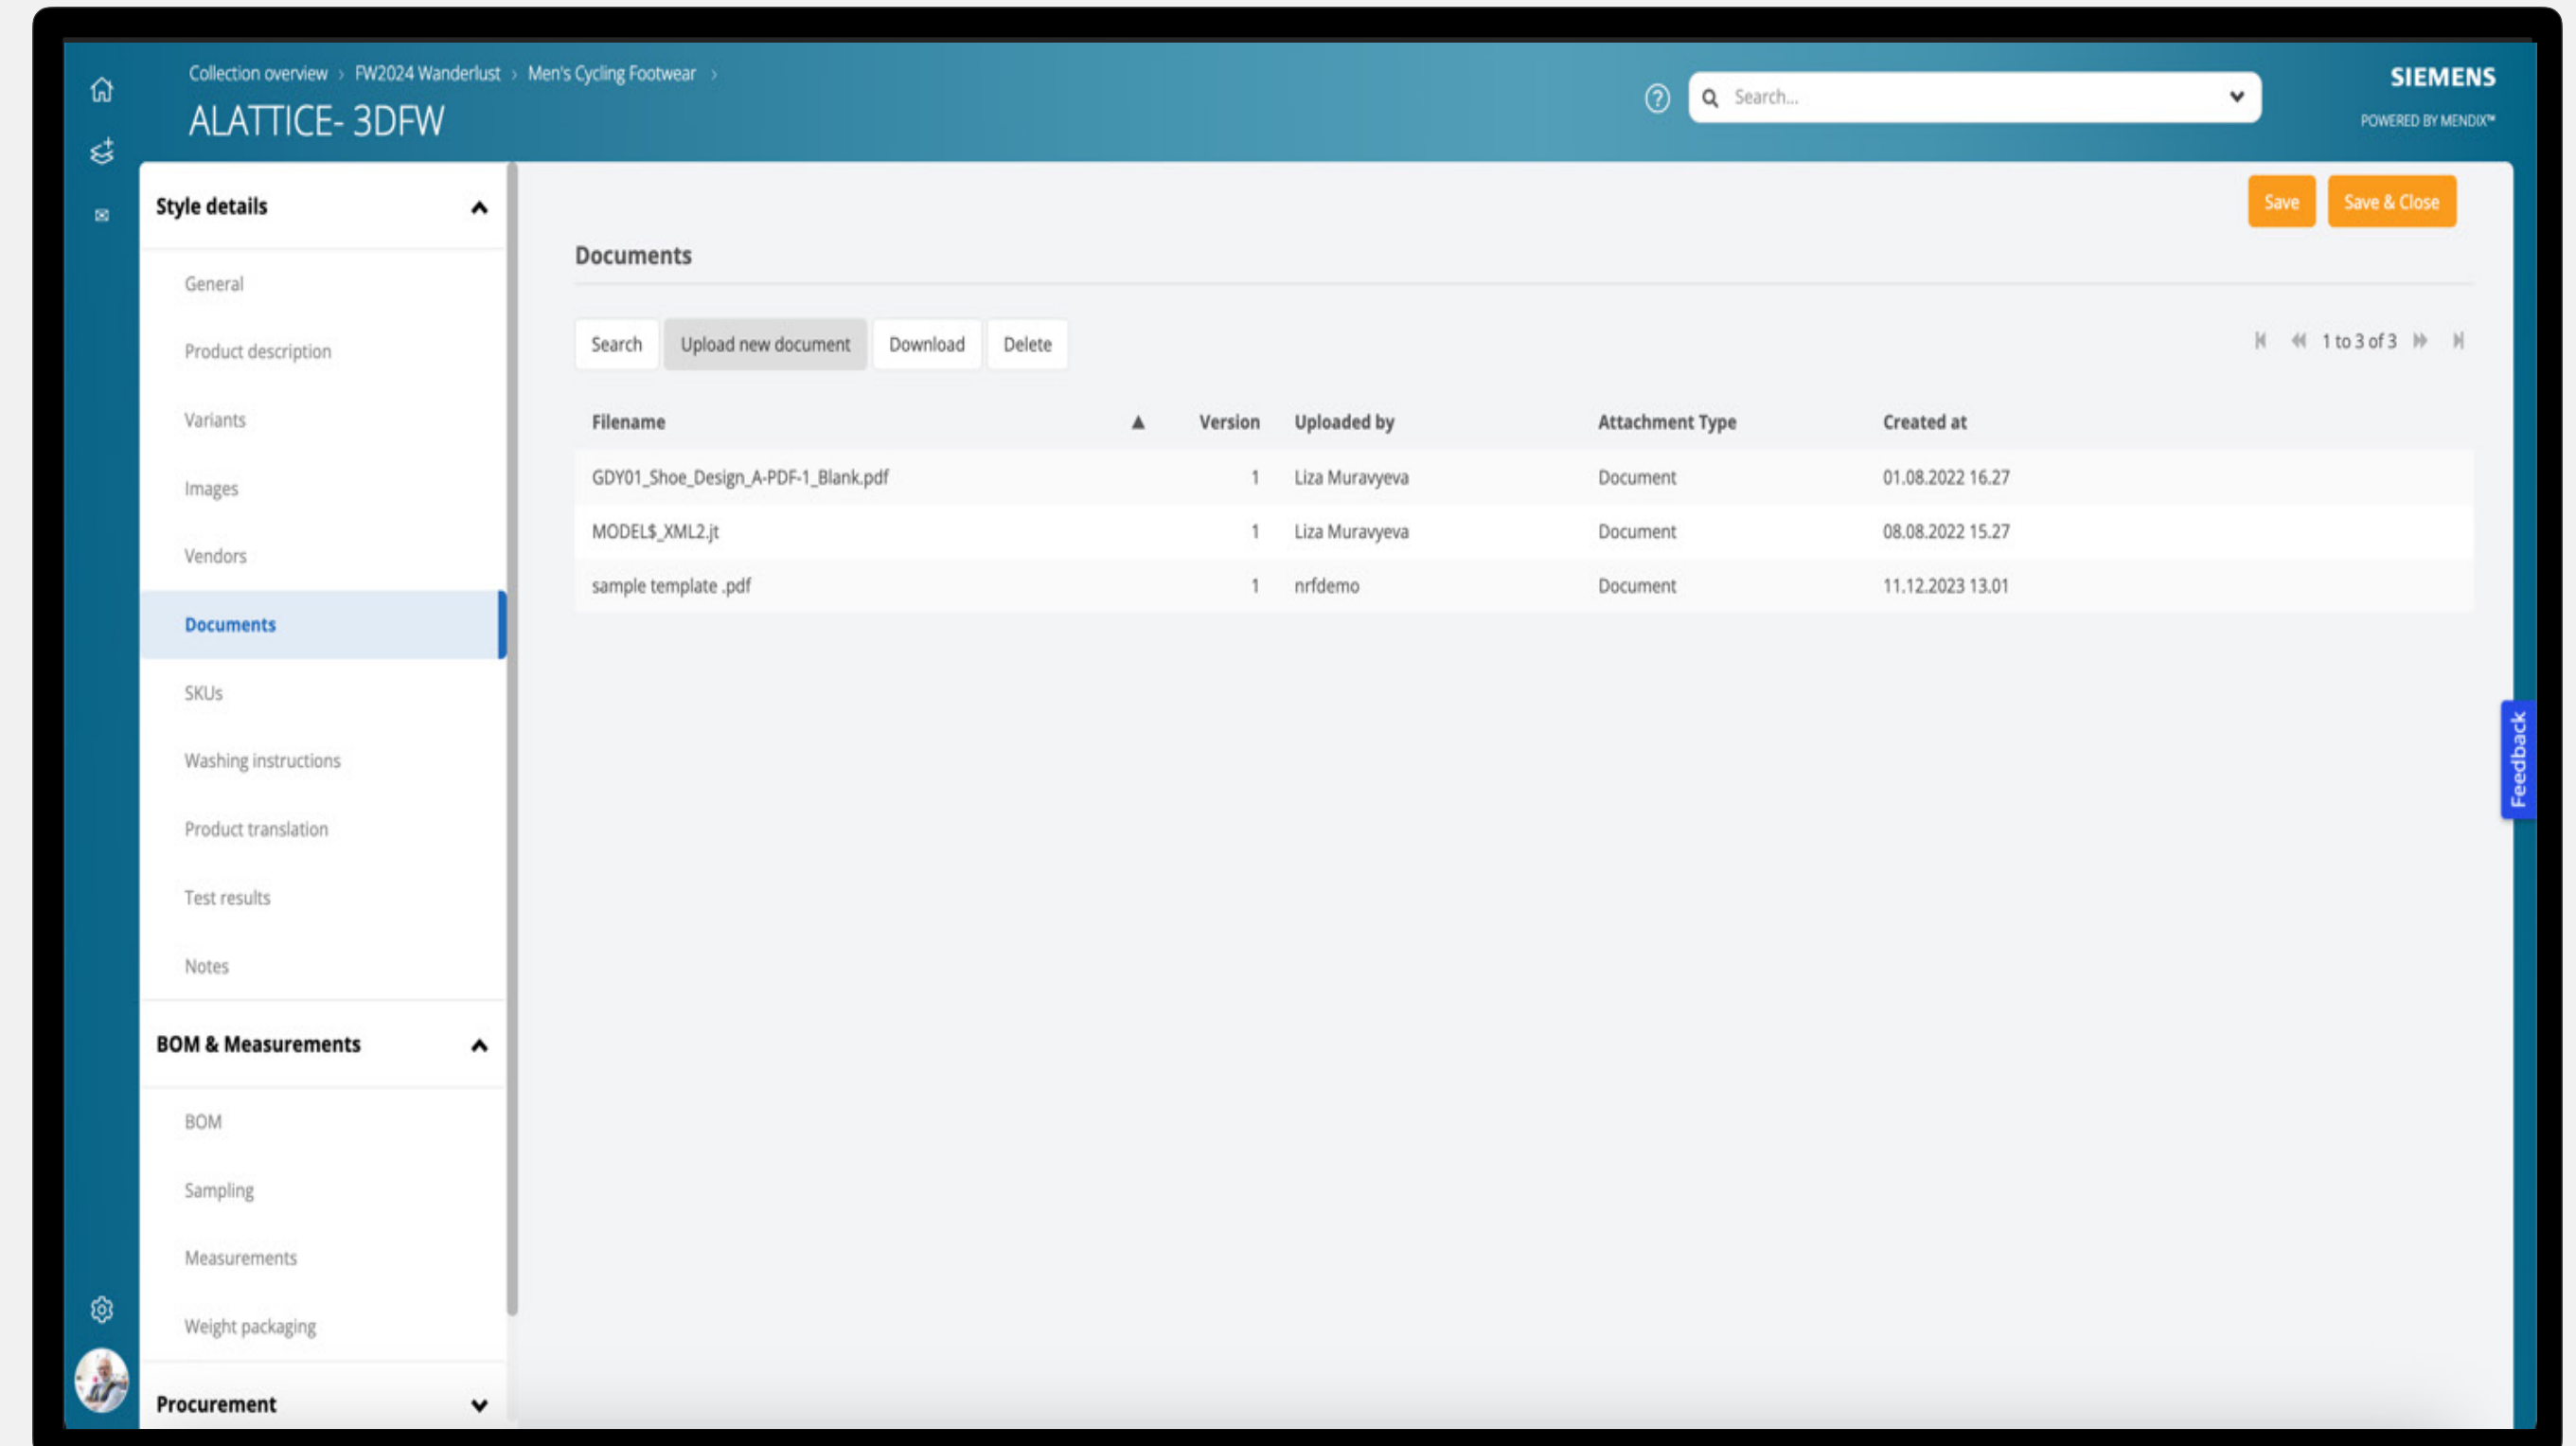 Collection overview > FW2024 Wanderlust > Men's Cycling Footwear >
ALATTICE- 3DFW
Search...
SIEMENS
POWERED BY MENDIX™
Style details
General
Product description
Variants
Images
Vendors
Documents
SKUs
Washing instructions
Product translation
Test results
Notes
BOM & Measurements
BOM
Sampling
Measurements
Weight packaging
Procurement
Save Save & Close
Documents
Search Upload new document Download Delete
1 to 3 of 3
Filename Version Uploaded by Attachment Type Created at
GDY01_Shoe_Design_A-PDF-1_Blank.pdf 1 Liza Muravyeva Document 01.08.2022 16.27
MODEL$_XML2.jt 1 Liza Muravyeva Document 08.08.2022 15.27
sample template .pdf 1 nrfdemo Document 11.12.2023 13.01
Feedback